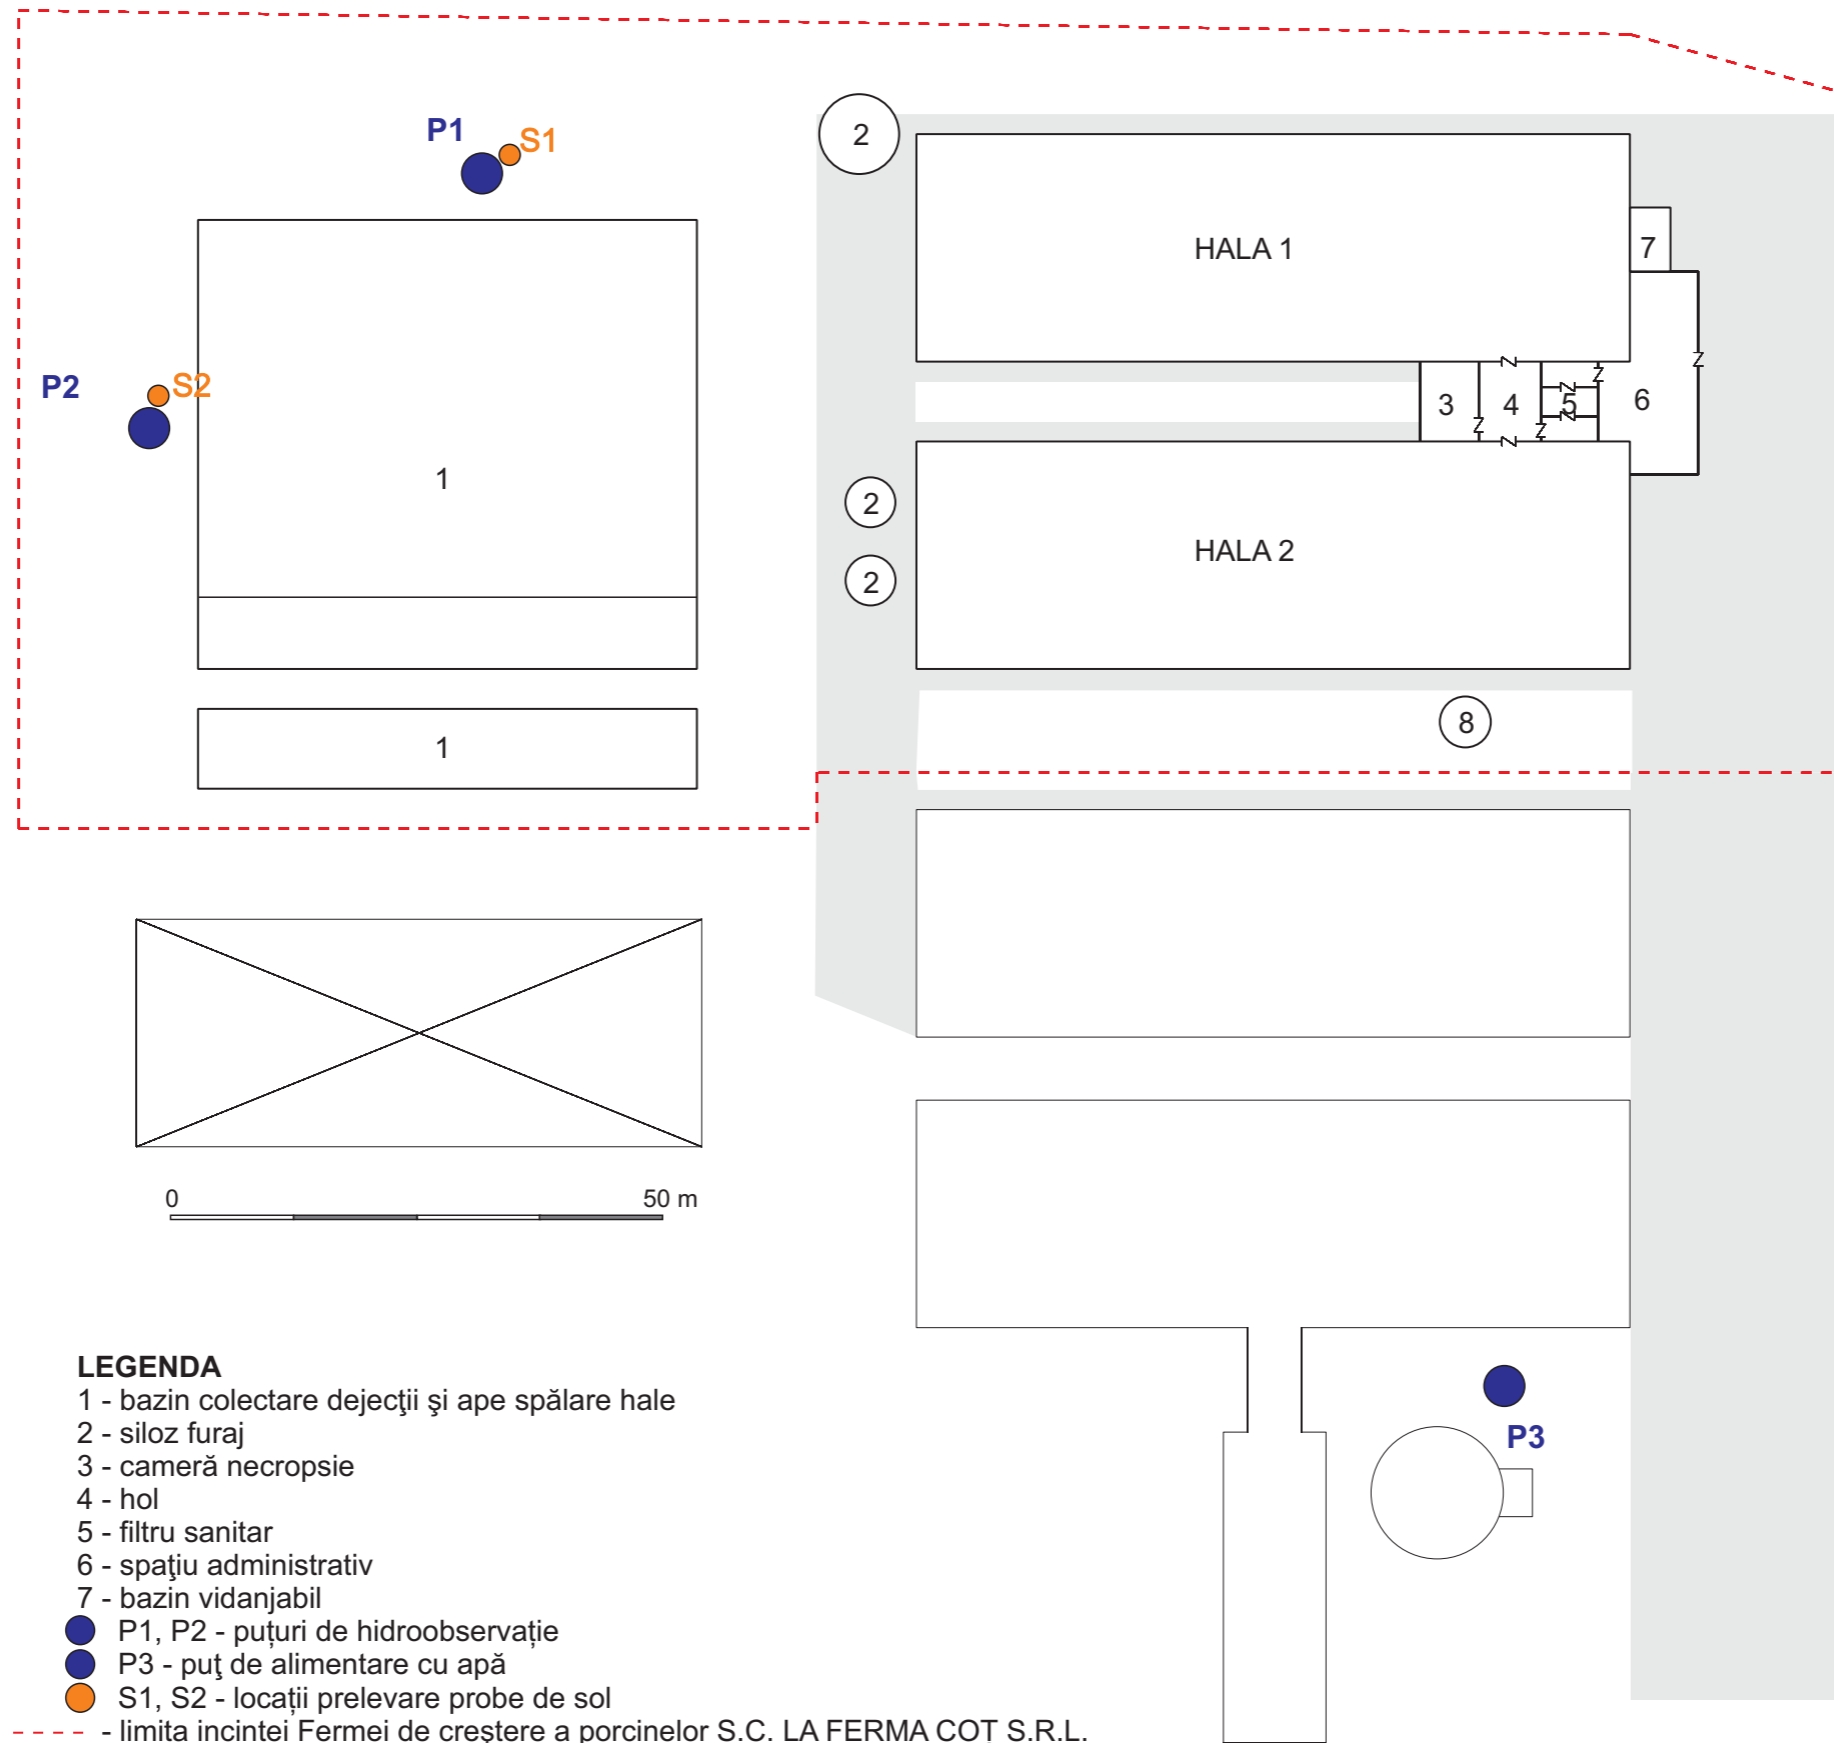 P1
S1
2
HALA 1
7
P2
S2
3
4
5
6
1
2
HALA 2
2
8
1
0
50 m
LEGENDA
1 - bazin colectare dejecţii şi ape spălare hale
2 - siloz furaj
3 - cameră necropsie
4 - hol
5 - filtru sanitar
6 - spaţiu administrativ
7 - bazin vidanjabil
P1, P2 - puțuri de hidroobservație
P3 - puţ de alimentare cu apă
S1, S2 - locații prelevare probe de sol
- limita incintei Fermei de creştere a porcinelor S.C. LA FERMA COT S.R.L.
P3